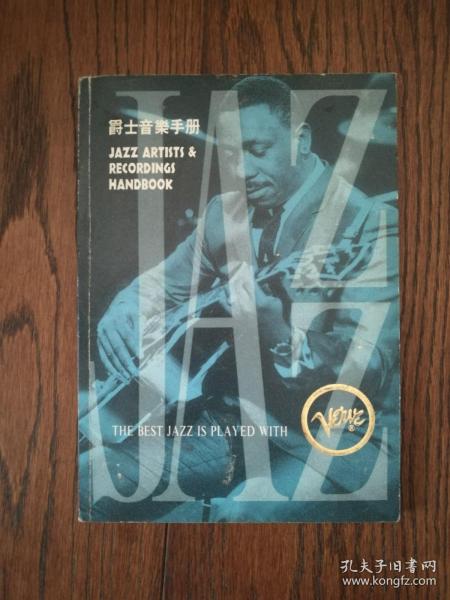 爵士音樂手册
JAZZ ARTISTS &
RECORDINGS
HANDBOOK
JAZZ
JAZZ
THE BEST JAZZ IS PLAYED WITH
VERVE
®
孔夫子旧书网
www.kongfz.com